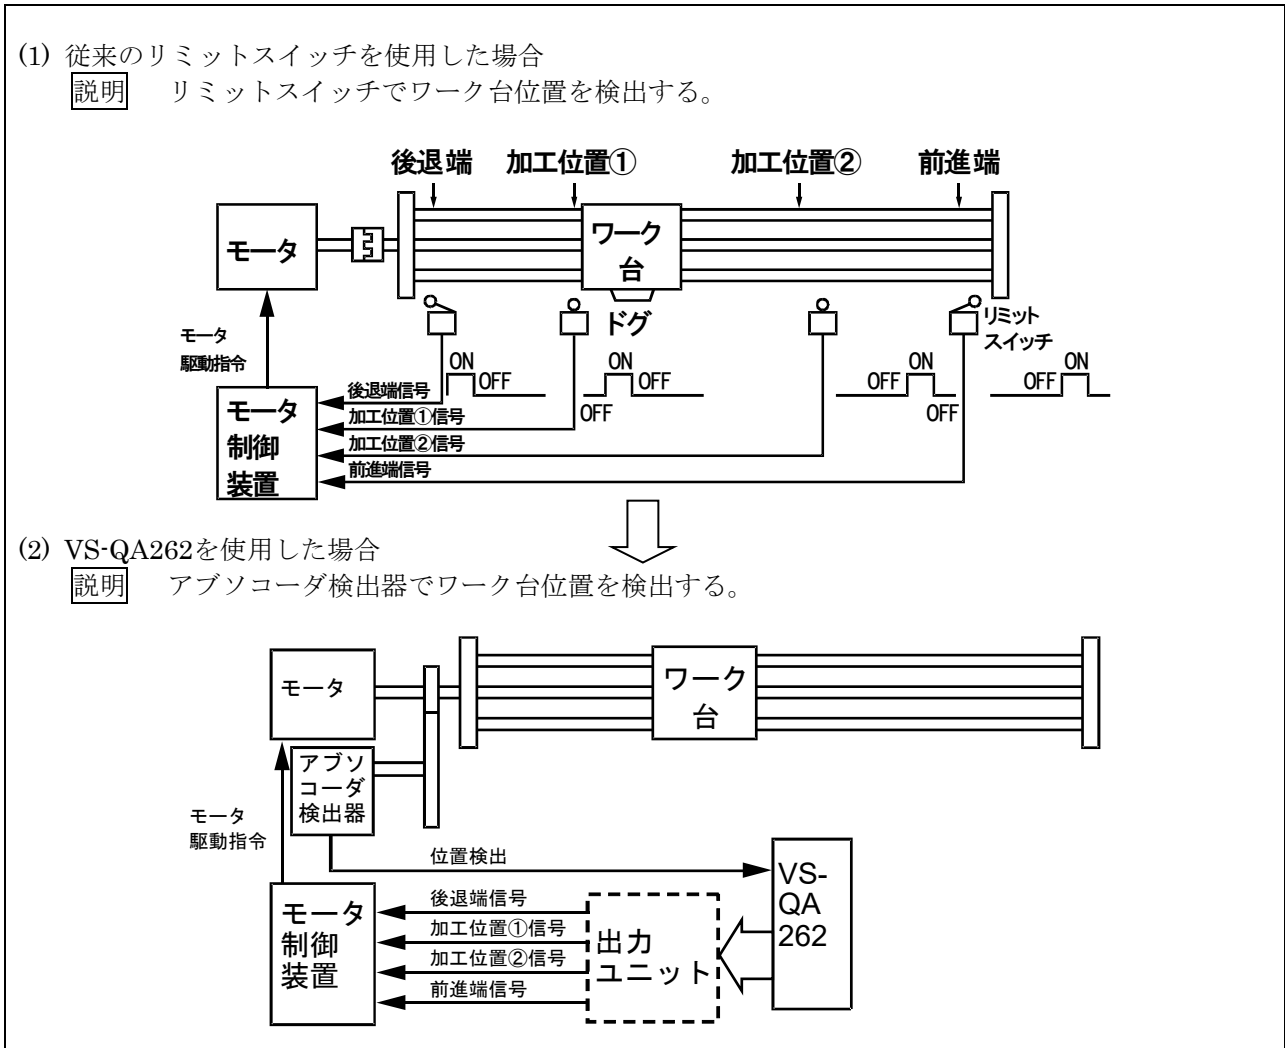 (1) 従来のリミットスイッチを使用した場合
説明 リミットスイッチでワーク台位置を検出する。
後退端 加工位置① 加工位置② 前進端
モータ
ワーク
台
ドグ
リミット
スイッチ
モータ
駆動指令
ON
OFF
ON
OFF
OFF
ON
OFF
OFF
ON
OFF
モータ
制御
装置
後退端信号
加工位置①信号
加工位置②信号
前進端信号
(2) VS-QA262を使用した場合
説明 アブソコーダ検出器でワーク台位置を検出する。
モータ
ワーク
台
アブソ
コーダ
検出器
モータ
駆動指令
位置検出
VS-
QA
262
モータ
制御
装置
後退端信号
加工位置①信号
加工位置②信号
前進端信号
出力
ユニット